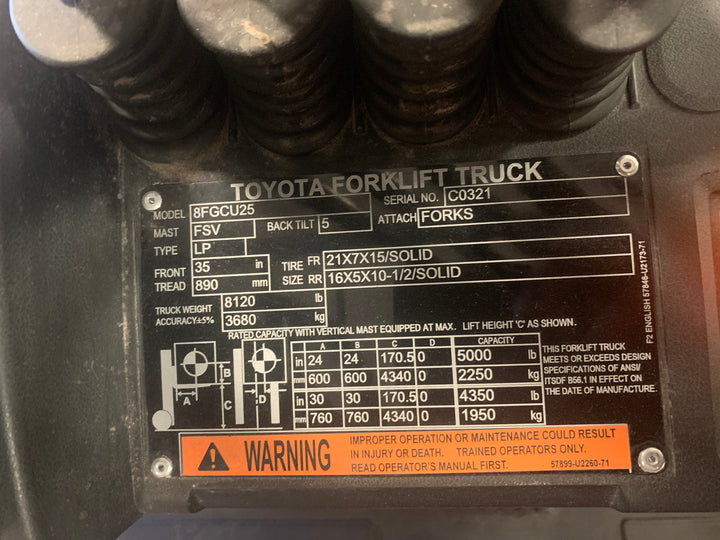 TOYOTA FORKLIFT TRUCK
MODEL 8FGCU25 SERIAL NO. C0321
MAST FSV BACK TILT 5 ATTACH FORKS
TYPE LP
FRONT 35 in TIRE FR 21X7X15/SOLID
TREAD 890 mm SIZE RR 16X5X10-1/2/SOLID
TRUCK WEIGHT 8120 lb
ACCURACY±5% 3680 kg
RATED CAPACITY WITH VERTICAL MAST EQUIPPED AT MAX. LIFT HEIGHT 'C' AS SHOWN.
A B C D CAPACITY
in 24 24 170.5 0 5000 lb
mm 600 600 4340 0 2250 kg
in 30 30 170.5 0 4350 lb
mm 760 760 4340 0 1950 kg
A B C D
THIS FORKLIFT TRUCK
MEETS OR EXCEEDS DESIGN
SPECIFICATIONS OF ANSI/
ITSDF B56.1 IN EFFECT ON
THE DATE OF MANUFACTURE.
F2 ENGLISH 57846-U2173-71
WARNING
IMPROPER OPERATION OR MAINTENANCE COULD RESULT
IN INJURY OR DEATH. TRAINED OPERATORS ONLY.
READ OPERATOR'S MANUAL FIRST. 57899-U2260-71